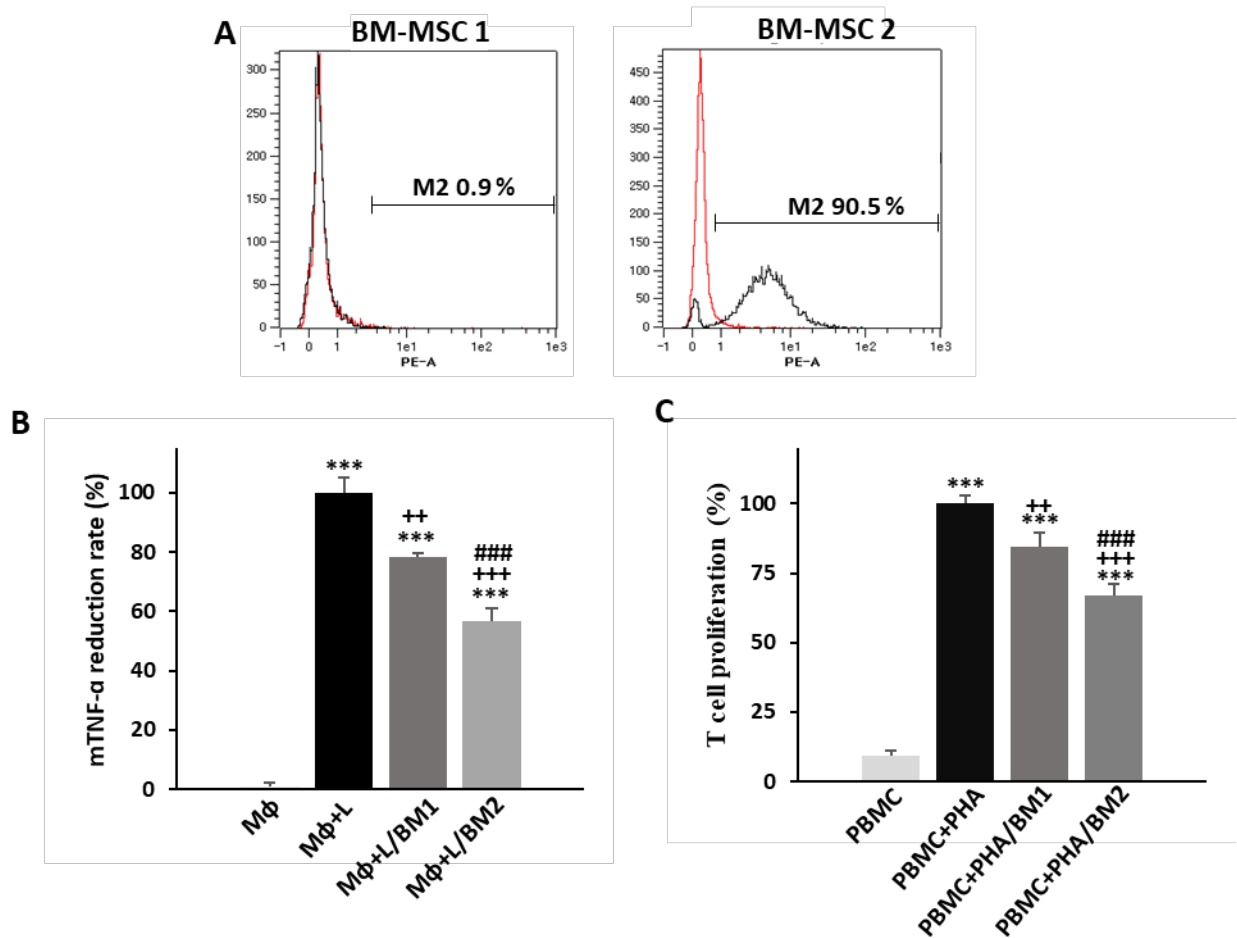 A
BM-MSC 1
BM-MSC 2
300
250
200
150
100
50
0
M2 0.9 %
-1 0 1 1e1 1e2 1e3
PE-A
450
400
350
300
250
200
150
100
50
0
M2 90.5 %
-1 0 1 1e1 1e2 1e3
PE-A
B
mTNF-α reduction rate (%)
100
80
60
40
20
0
***
++
***
###
+++
***
Mϕ
Mϕ+L
Mϕ+L/BM1
Mϕ+L/BM2
C
T cell proliferation (%)
100
75
50
25
0
***
++
***
###
+++
***
PBMC
PBMC+PHA
PBMC+PHA/BM1
PBMC+PHA/BM2